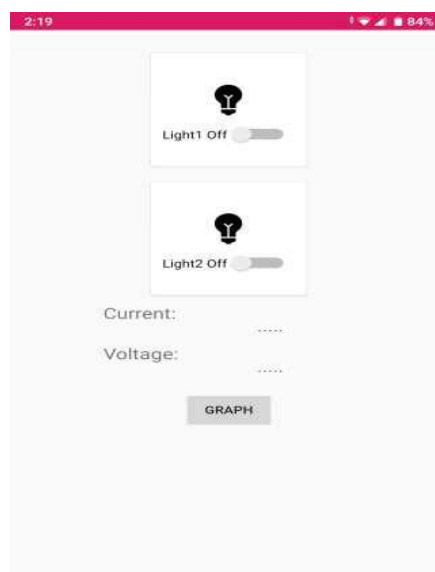 2:19 84%
Light1 Off
Light2 Off
Current:
.....
Voltage:
.....
GRAPH